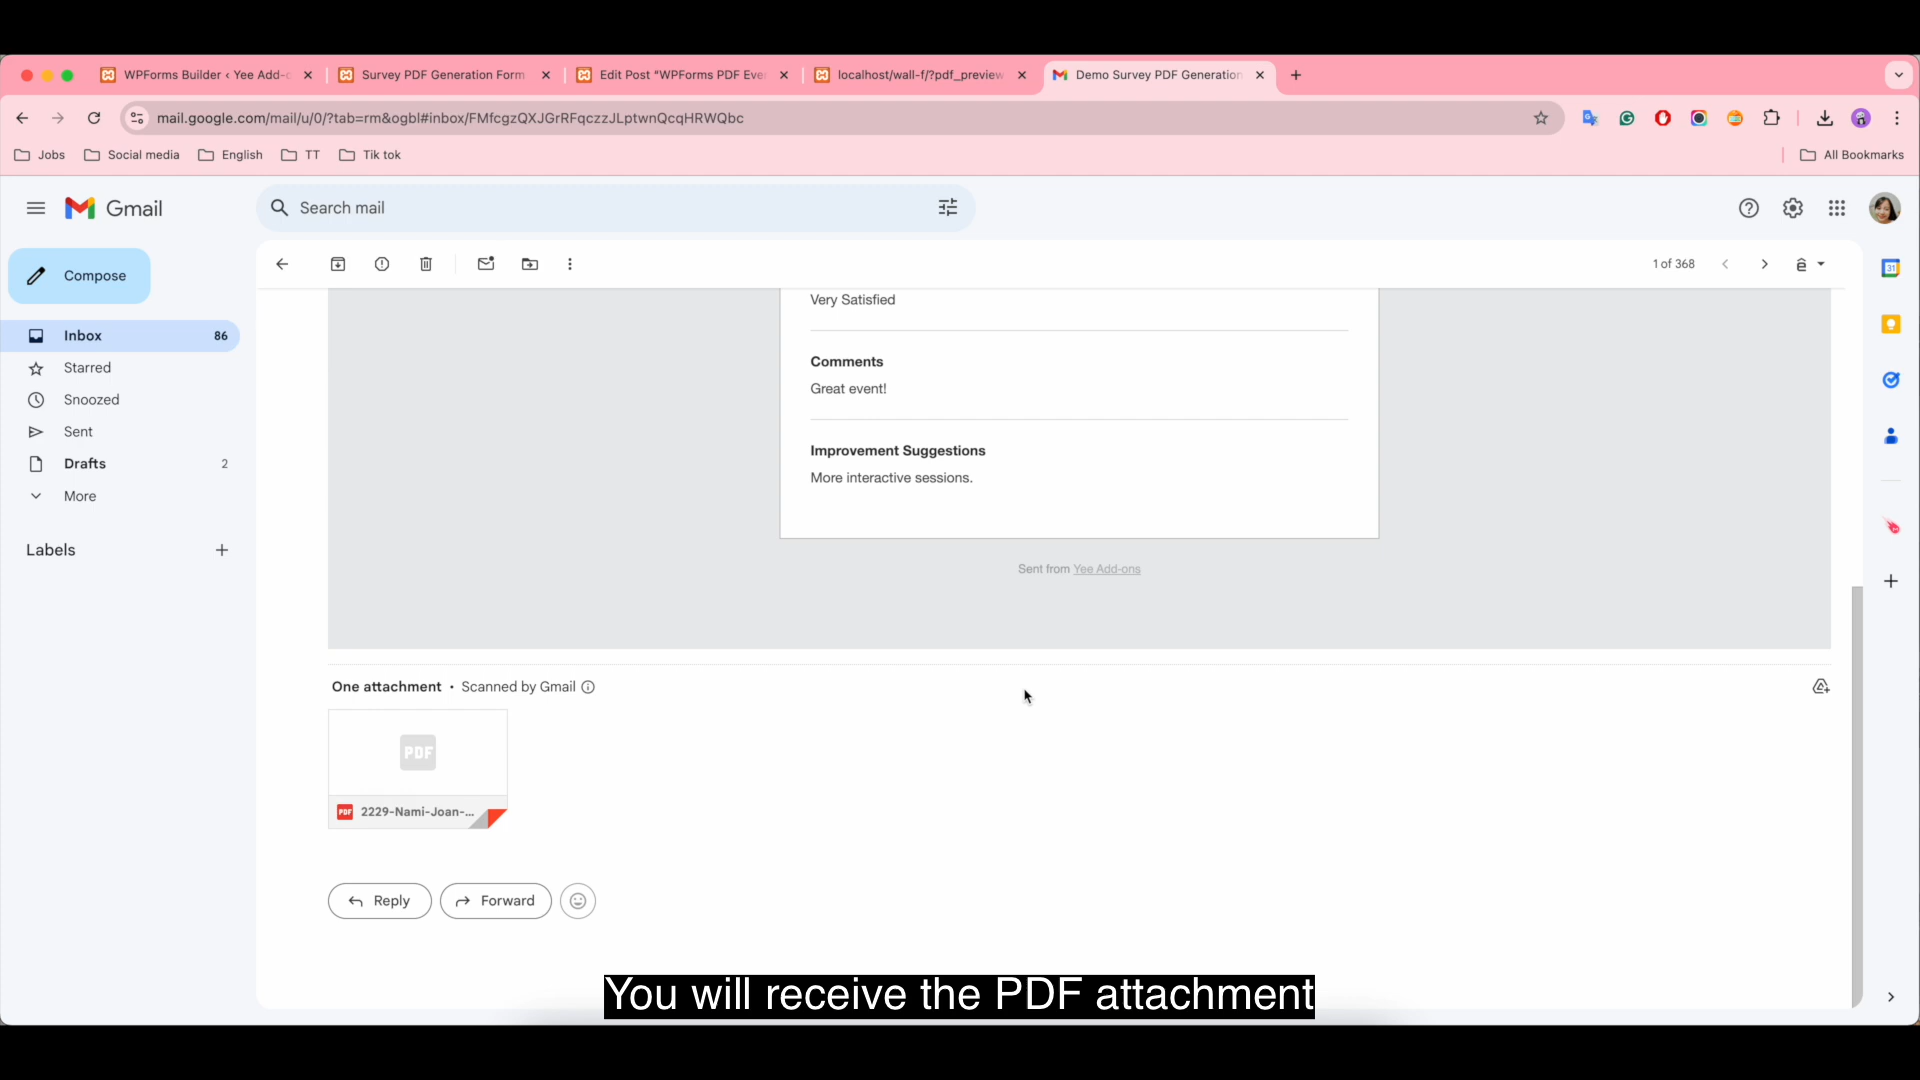 WPForms Builder ‹ Yee Add-
Survey PDF Generation Form
Edit Post "WPForms PDF Eve
localhost/wall-f/?pdf_preview
Demo Survey PDF Generation
mail.google.com/mail/u/0/?tab=rm&ogbl#inbox/FMfcgzQXJGrRFqczzJLptwnQcqHRWQbc
Jobs
Social media
English
TT
Tik tok
All Bookmarks
Gmail
Search mail
Compose
1 of 368
Inbox 86
Starred
Snoozed
Sent
Drafts 2
More
Labels
Very Satisfied
Comments
Great event!
Improvement Suggestions
More interactive sessions.
Sent from Yee Add-ons
One attachment • Scanned by Gmail
PDF
PDF 2229-Nami-Joan-...
Reply
Forward
You will receive the PDF attachment